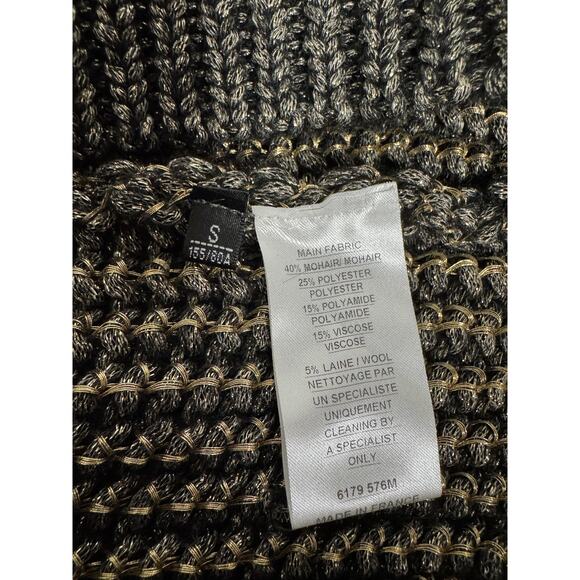 S
155/80A
MAIN FABRIC
40% MOHAIR/ MOHAIR
25% POLYESTER
POLYESTER
15% POLYAMIDE
POLYAMIDE
15% VISCOSE
VISCOSE
5% LAINE / WOOL
NETTOYAGE PAR
UN SPECIALISTE
UNIQUEMENT
CLEANING BY
A SPECIALIST
ONLY
6179 576M
MADE IN FRANCE